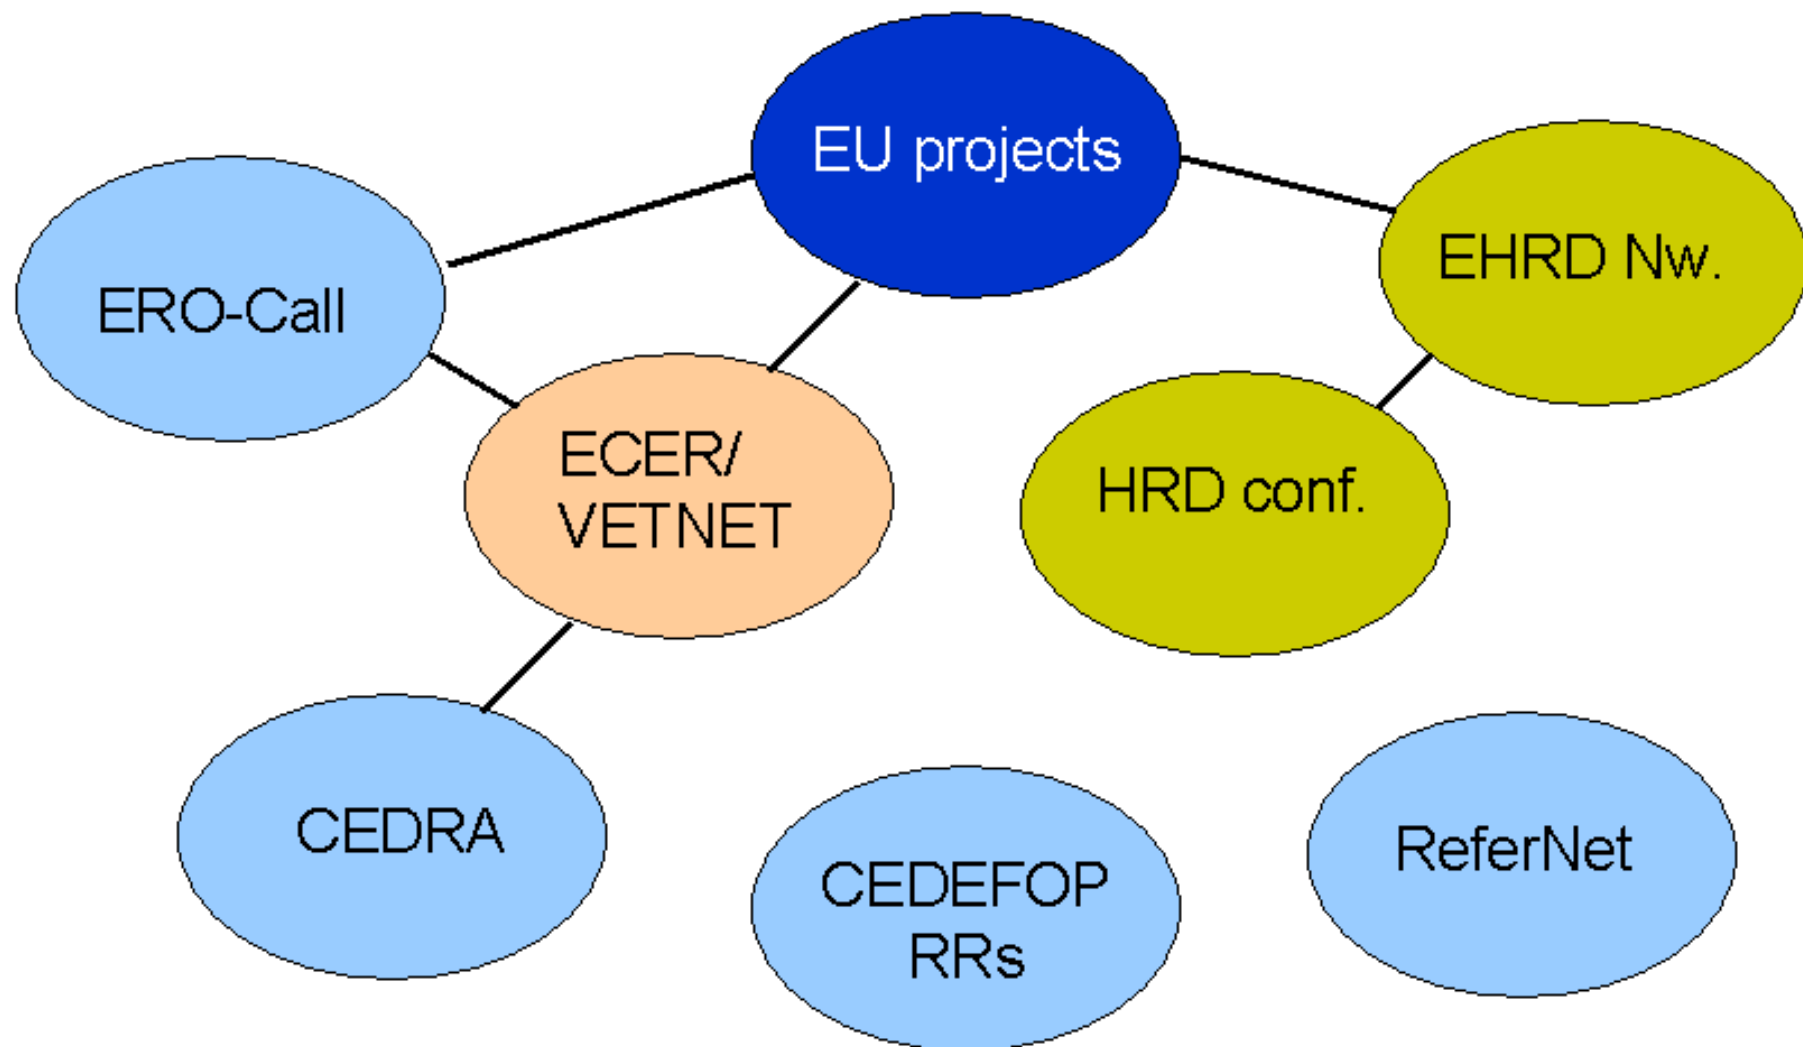 EU projects
EHRD Nw.
ERO-Call
ECER/
VETNET
HRD conf.
CEDRA
CEDEFOP
RRs
ReferNet